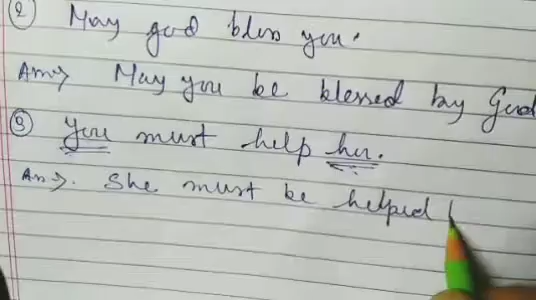 ② May god bless you.
Ans⇒ May you be blessed by God
③ You must help her.
Ans⇒. She must be helped